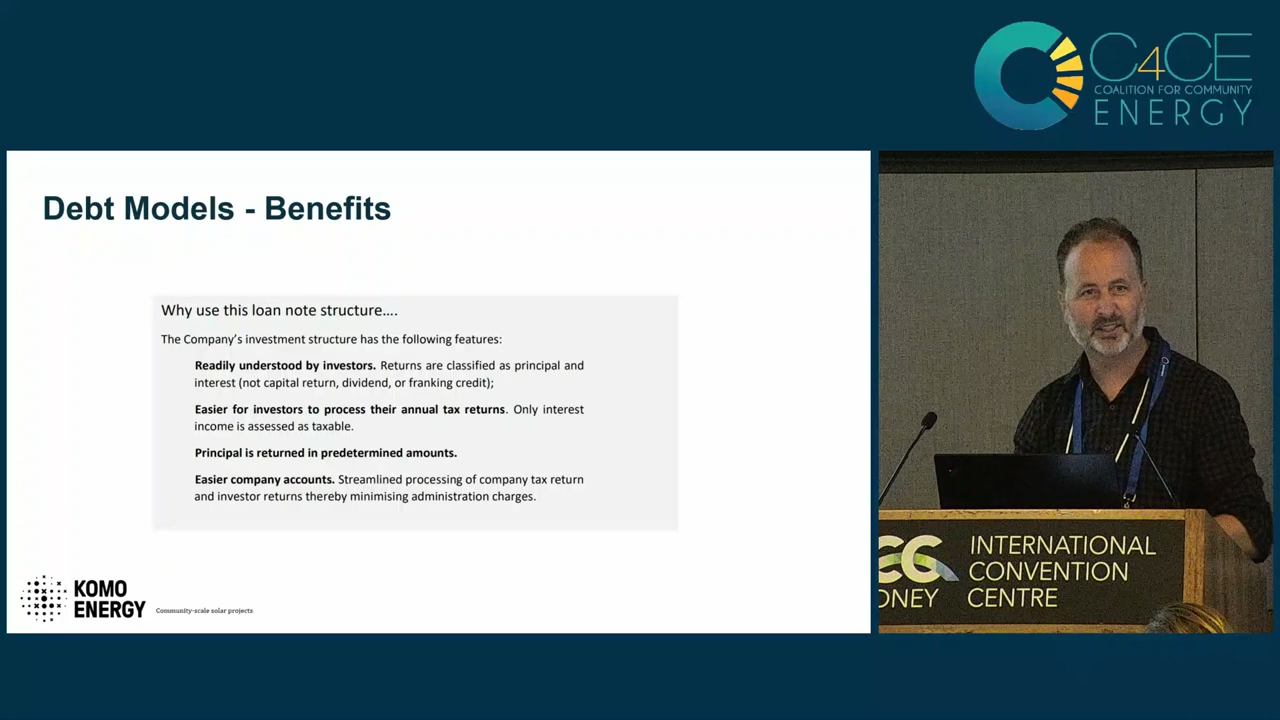 C4CE
COALITION FOR COMMUNITY
ENERGY
Debt Models - Benefits
Why use this loan note structure....
The Company's investment structure has the following features:
Readily understood by investors. Returns are classified as principal and
interest (not capital return, dividend, or franking credit);
Easier for investors to process their annual tax returns. Only interest
income is assessed as taxable.
Principal is returned in predetermined amounts.
Easier company accounts. Streamlined processing of company tax return
and investor returns thereby minimising administration charges.
KOMO
ENERGY
Community-scale solar projects
INTERNATIONAL
CONVENTION
DNEY CENTRE